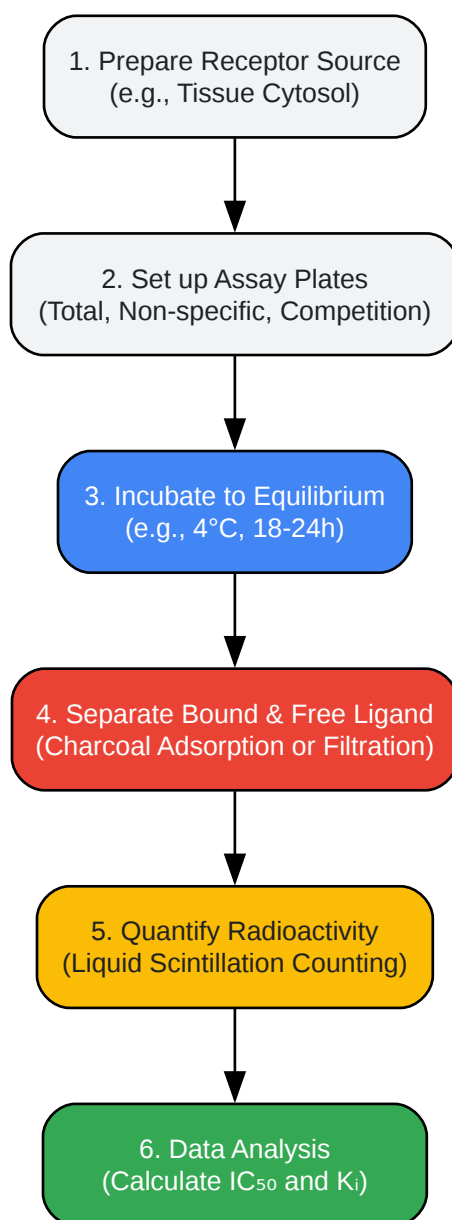 1. Prepare Receptor Source
(e.g., Tissue Cytosol)
2. Set up Assay Plates
(Total, Non-specific, Competition)
3. Incubate to Equilibrium
(e.g., 4°C, 18-24h)
4. Separate Bound & Free Ligand
(Charcoal Adsorption or Filtration)
5. Quantify Radioactivity
(Liquid Scintillation Counting)
6. Data Analysis
(Calculate IC₅₀ and Kᵢ)